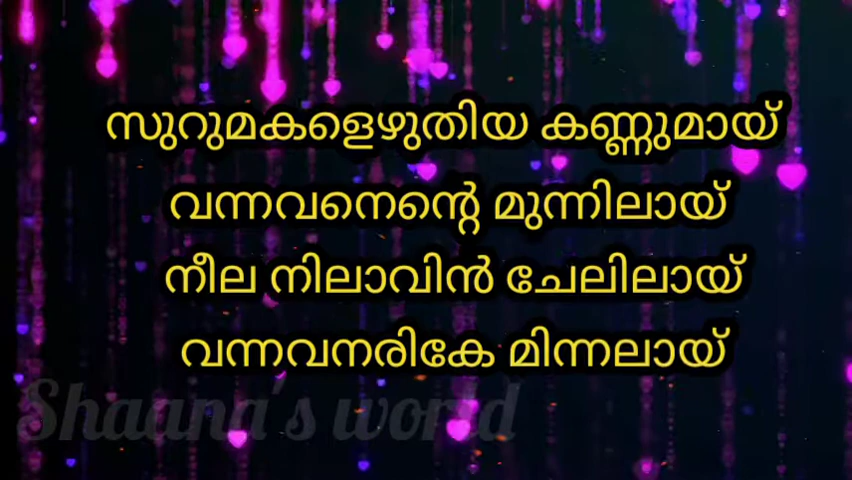 സുറുമകളെഴുതിയ കണ്ണുമായ്
വന്നവനെന്റെ മുന്നിലായ്
നീല നിലാവിൻ ചേലിലായ്
വന്നവനരികേ മിന്നലായ്
Shaana's world